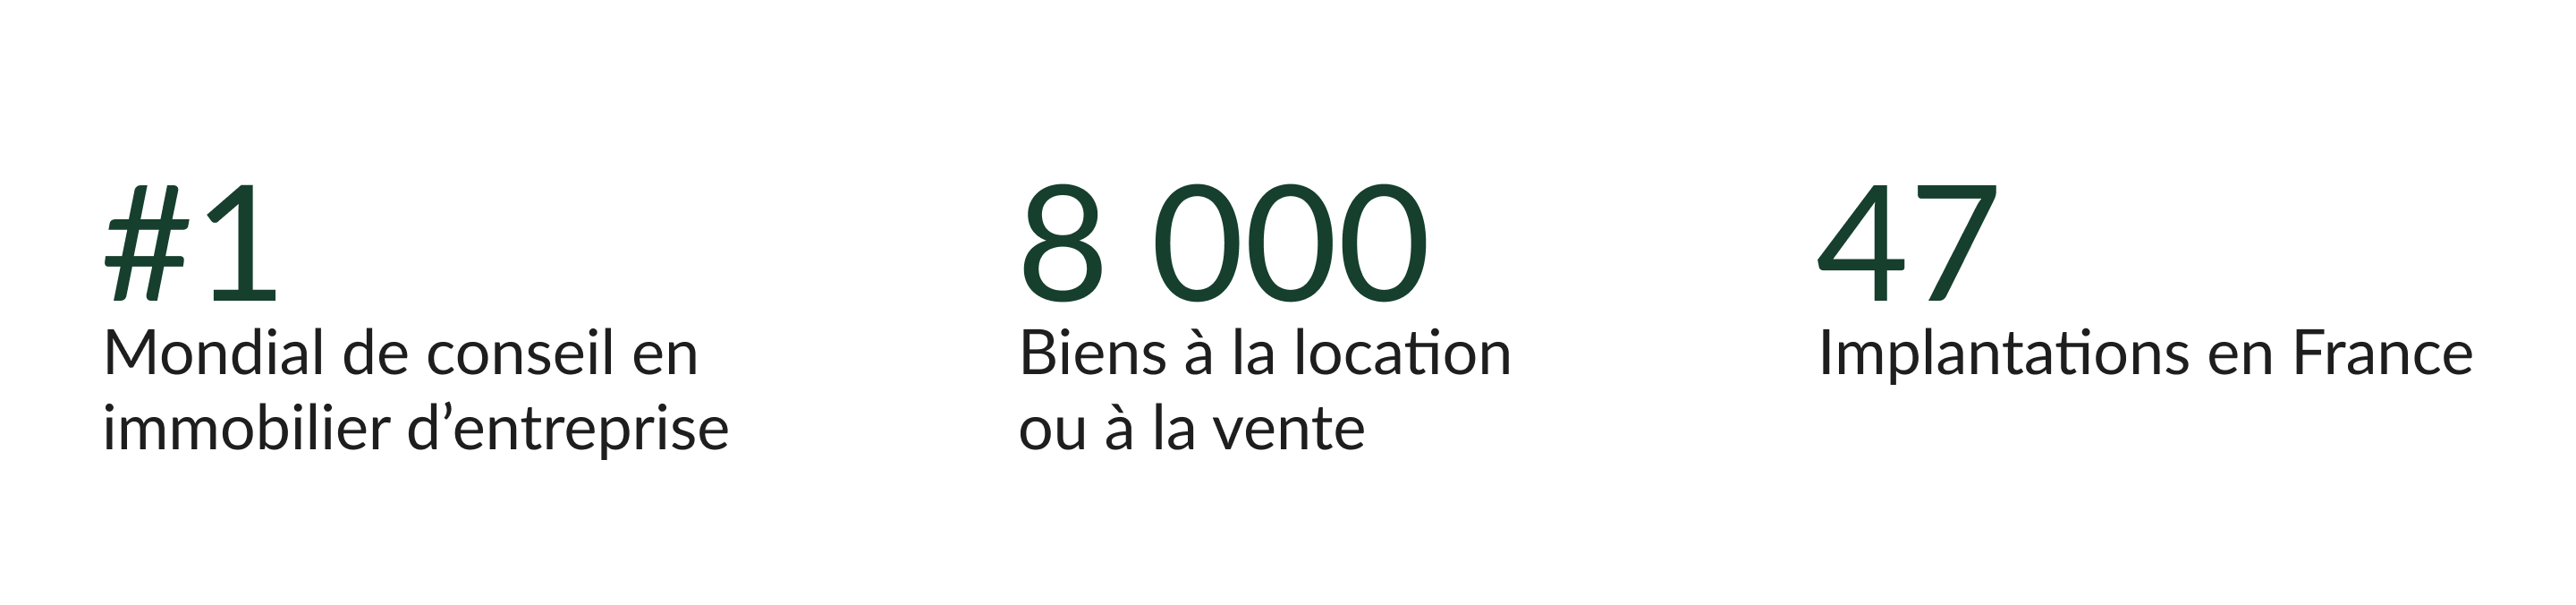 #1
Mondial de conseil en
immobilier d’entreprise
8 000
Biens à la location
ou à la vente
47
Implantations en France